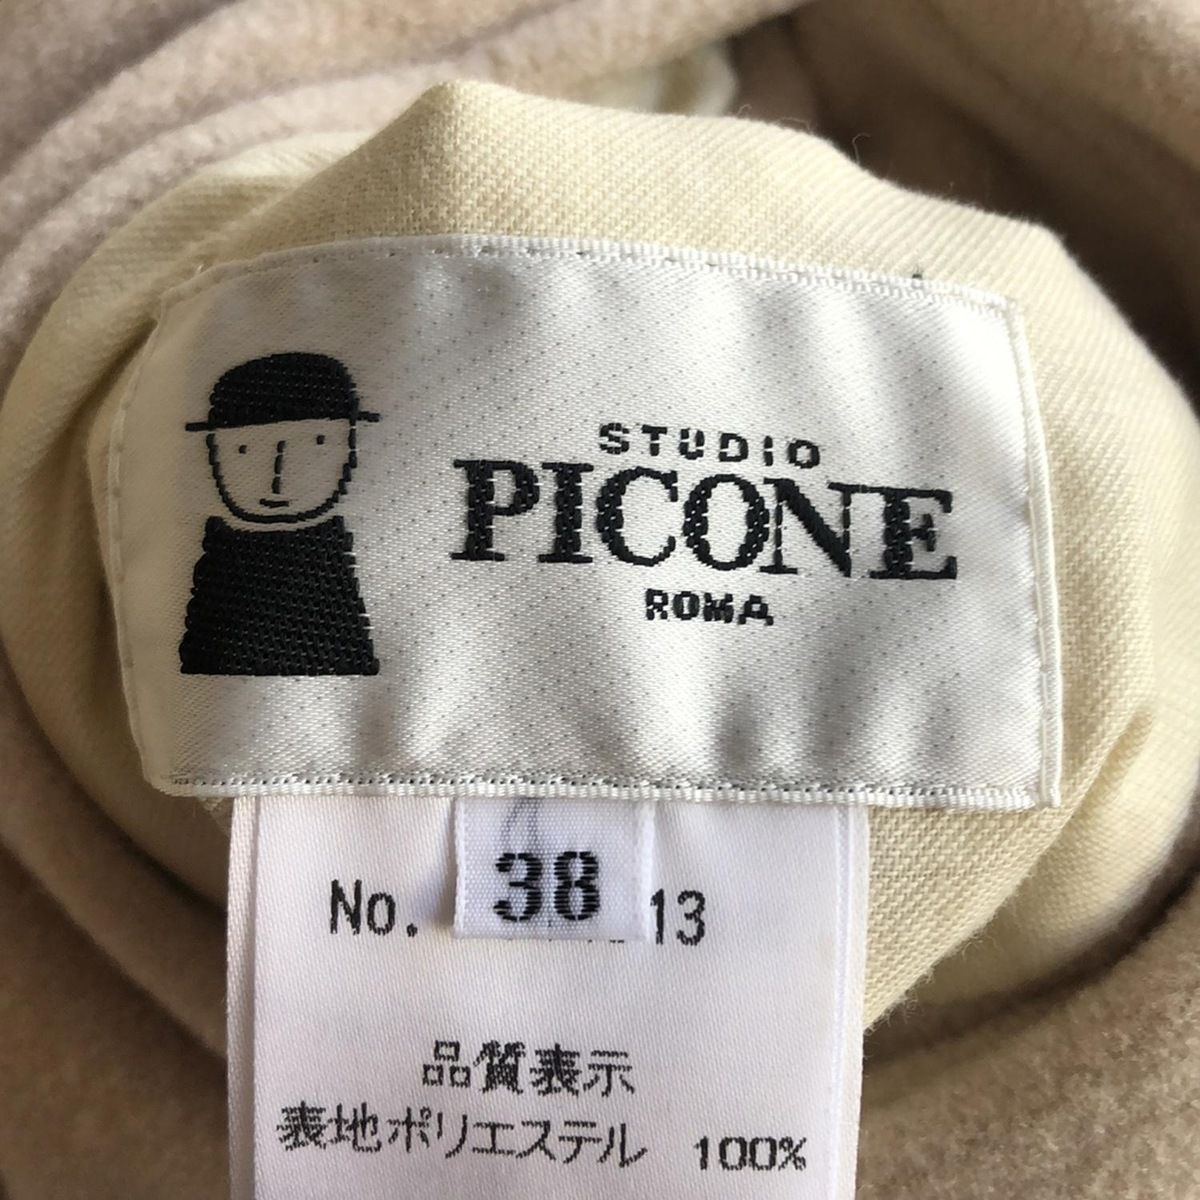 STUDIO
PICONE
ROMA
38
No. 13
品質表示
表地ポリエステル 100%